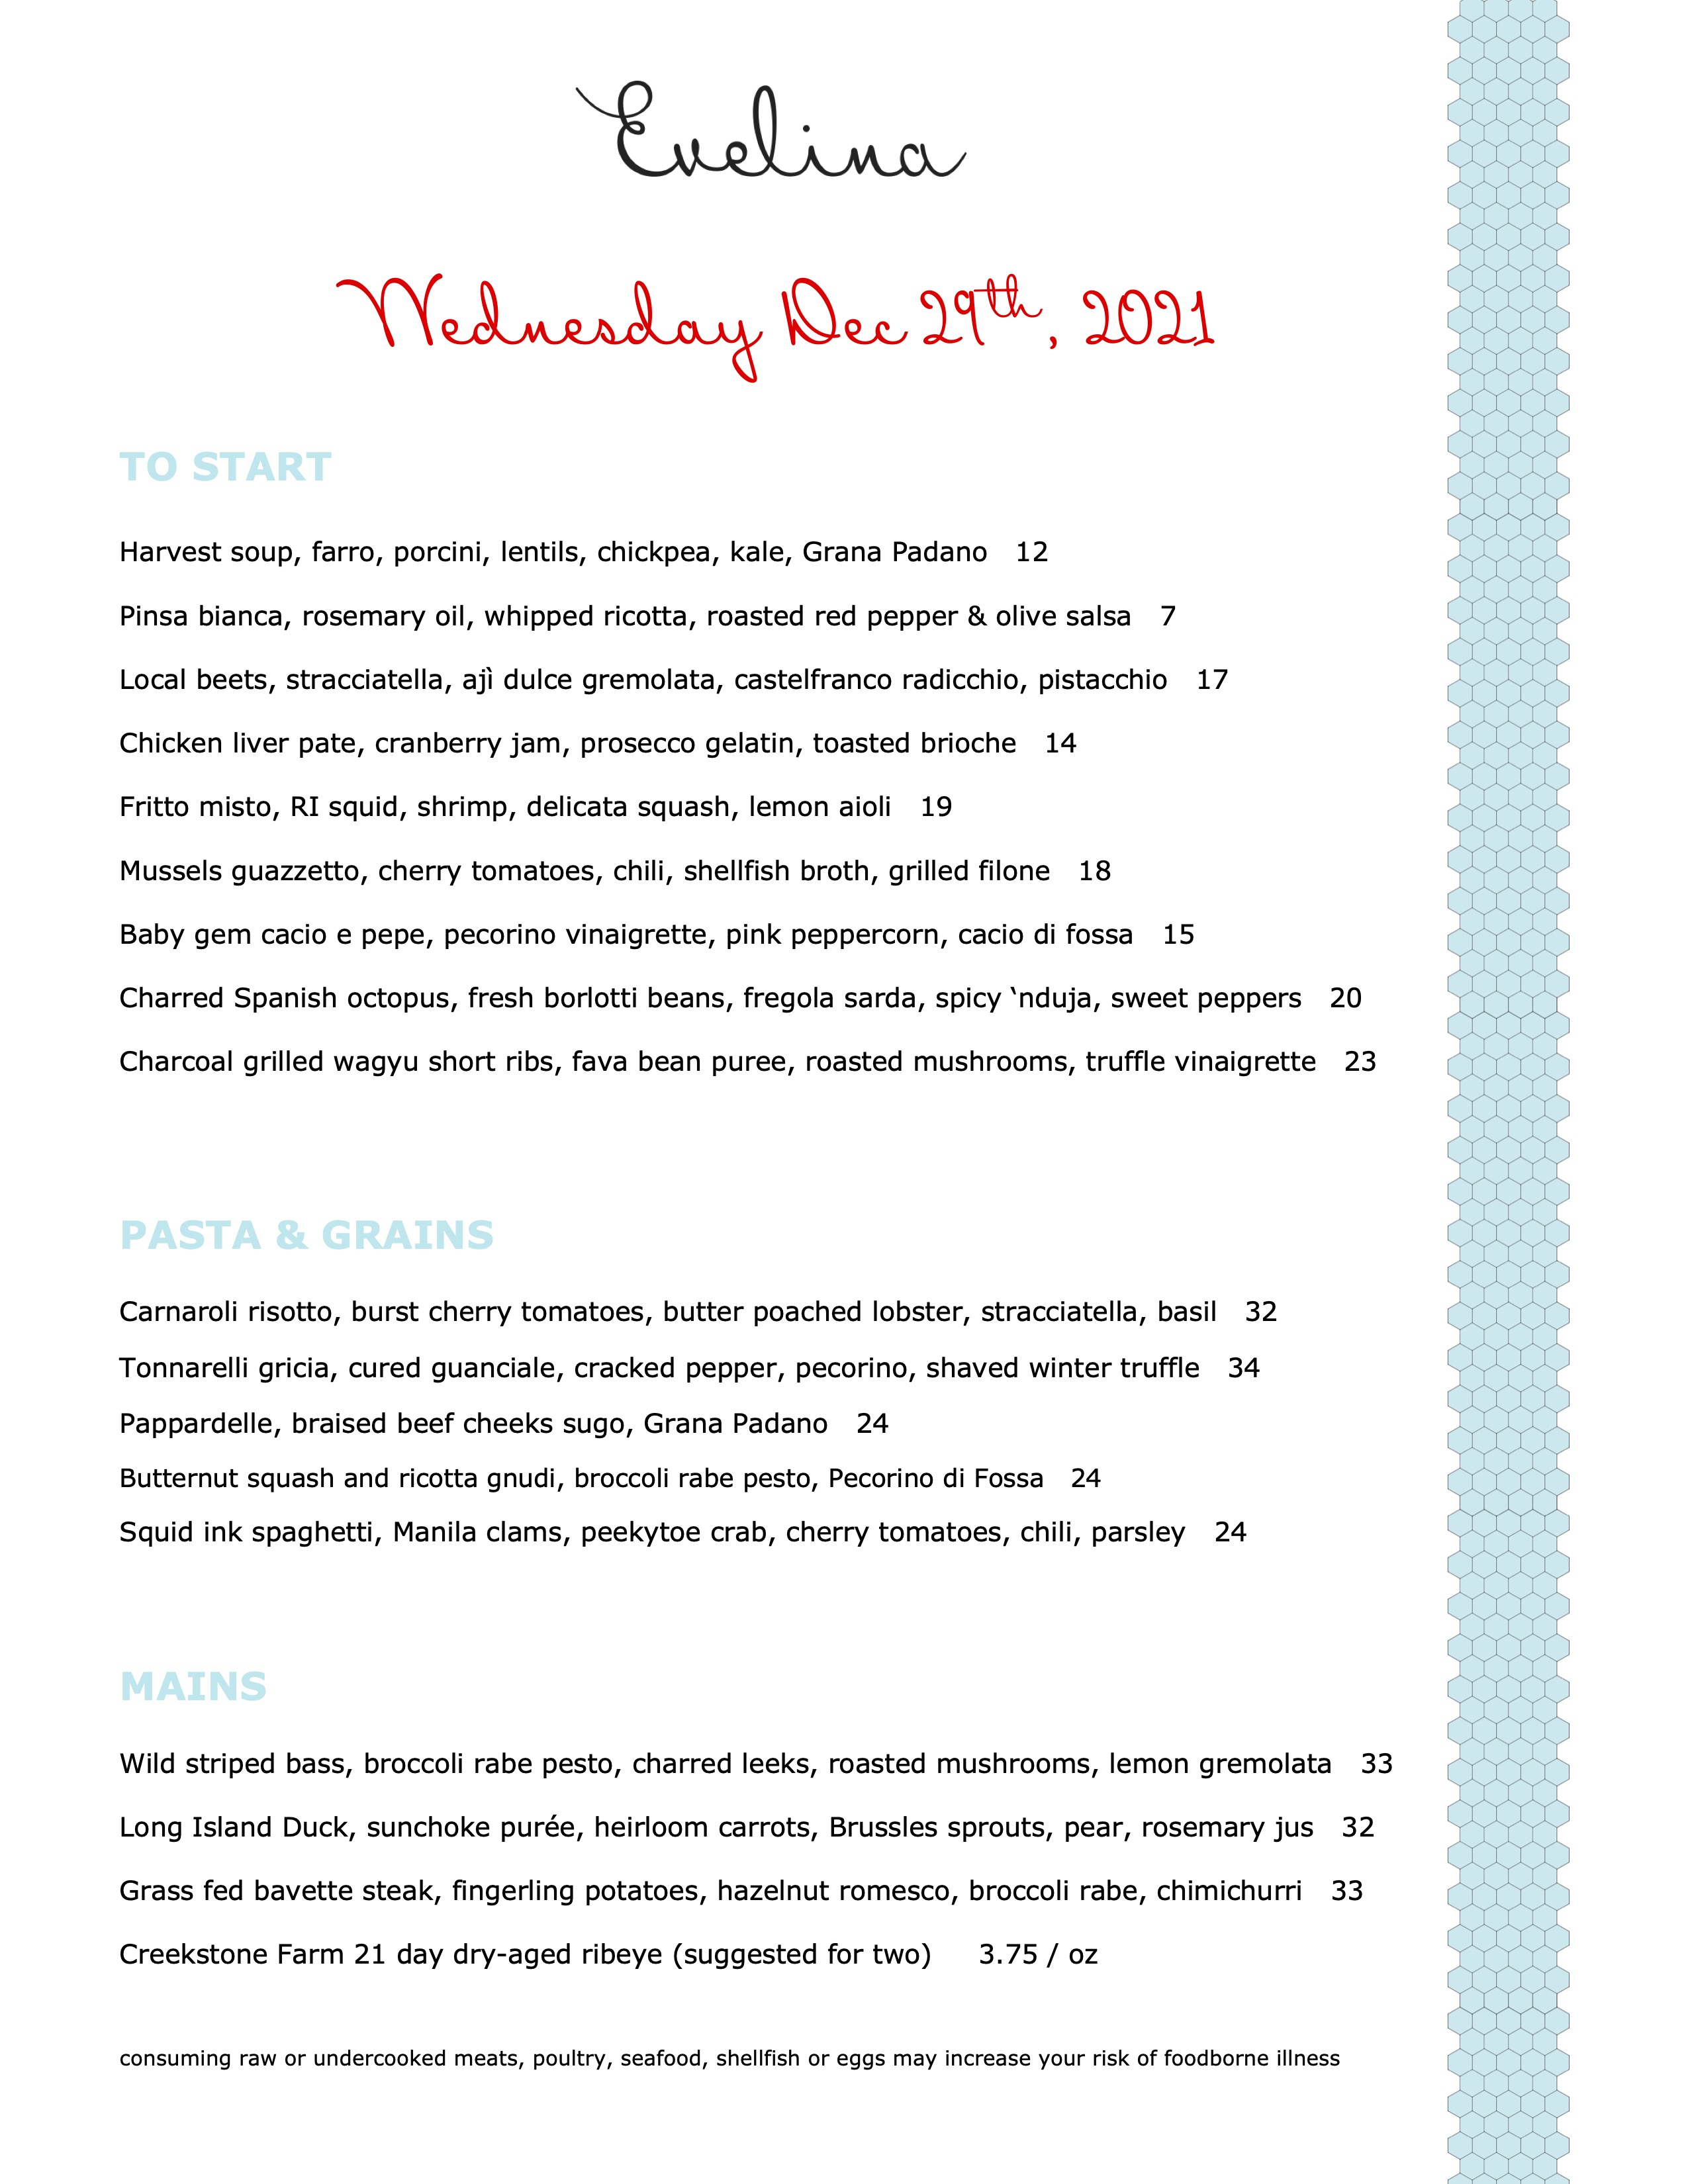 Evelina
Wednesday Dec 29th, 2021
TO START
Harvest soup, farro, porcini, lentils, chickpea, kale, Grana Padano 12
Pinsa bianca, rosemary oil, whipped ricotta, roasted red pepper & olive salsa 7
Local beets, stracciatella, ajì dulce gremolata, castelfranco radicchio, pistacchio 17
Chicken liver pate, cranberry jam, prosecco gelatin, toasted brioche 14
Fritto misto, RI squid, shrimp, delicata squash, lemon aioli 19
Mussels guazzetto, cherry tomatoes, chili, shellfish broth, grilled filone 18
Baby gem cacio e pepe, pecorino vinaigrette, pink peppercorn, cacio di fossa 15
Charred Spanish octopus, fresh borlotti beans, fregola sarda, spicy ‘nduja, sweet peppers 20
Charcoal grilled wagyu short ribs, fava bean puree, roasted mushrooms, truffle vinaigrette 23
PASTA & GRAINS
Carnaroli risotto, burst cherry tomatoes, butter poached lobster, stracciatella, basil 32
Tonnarelli gricia, cured guanciale, cracked pepper, pecorino, shaved winter truffle 34
Pappardelle, braised beef cheeks sugo, Grana Padano 24
Butternut squash and ricotta gnudi, broccoli rabe pesto, Pecorino di Fossa 24
Squid ink spaghetti, Manila clams, peekytoe crab, cherry tomatoes, chili, parsley 24
MAINS
Wild striped bass, broccoli rabe pesto, charred leeks, roasted mushrooms, lemon gremolata 33
Long Island Duck, sunchoke purée, heirloom carrots, Brussles sprouts, pear, rosemary jus 32
Grass fed bavette steak, fingerling potatoes, hazelnut romesco, broccoli rabe, chimichurri 33
Creekstone Farm 21 day dry-aged ribeye (suggested for two) 3.75 / oz
consuming raw or undercooked meats, poultry, seafood, shellfish or eggs may increase your risk of foodborne illness